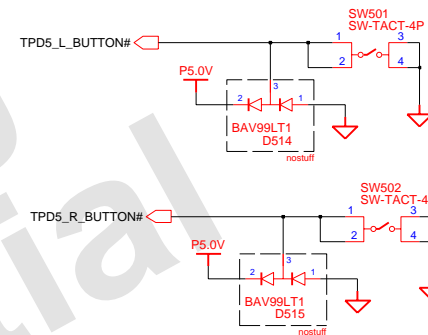 SW501
SW-TACT-4P
TPD5_L_BUTTON#
1
3
2
4
P5.0V
3
2
1
BAV99LT1
D514
nostuff
SW502
SW-TACT-4
TPD5_R_BUTTON#
1
3
2
4
P5.0V
3
2
1
BAV99LT1
D515
nostuff